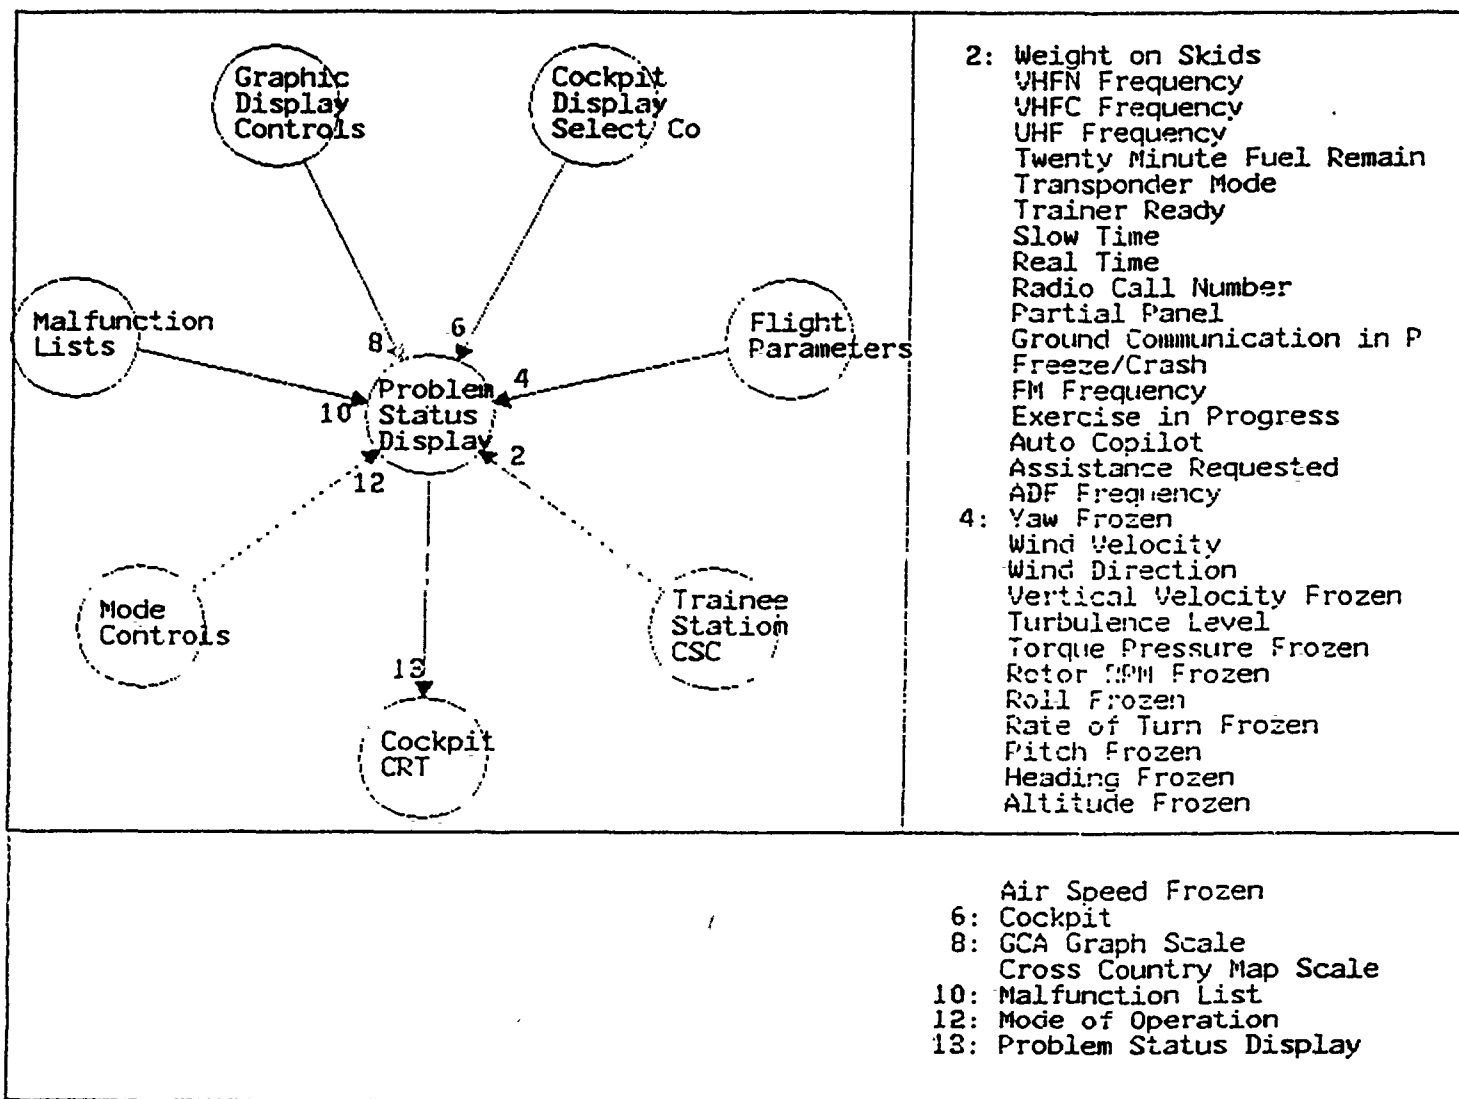 Graphic
Display
Controls
Cockpit
Display
Select Co
Malfunction
Lists
Flight
Parameters
8
6
10
4
Problem
Status
Display
12
2
Mode
Controls
Trainee
Station
CSC
13
Cockpit
CRT
2: Weight on Skids
VHFN Frequency
VHFC Frequency
UHF Frequency
Twenty Minute Fuel Remain
Transponder Mode
Trainer Ready
Slow Time
Real Time
Radio Call Number
Partial Panel
Ground Communication in P
Freeze/Crash
FM Frequency
Exercise in Progress
Auto Copilot
Assistance Requested
ADF Frequency
4: Yaw Frozen
Wind Velocity
Wind Direction
Vertical Velocity Frozen
Turbulence Level
Torque Pressure Frozen
Rotor RPM Frozen
Roll Frozen
Rate of Turn Frozen
Pitch Frozen
Heading Frozen
Altitude Frozen
Air Speed Frozen
6: Cockpit
8: GCA Graph Scale
Cross Country Map Scale
10: Malfunction List
12: Mode of Operation
13: Problem Status Display